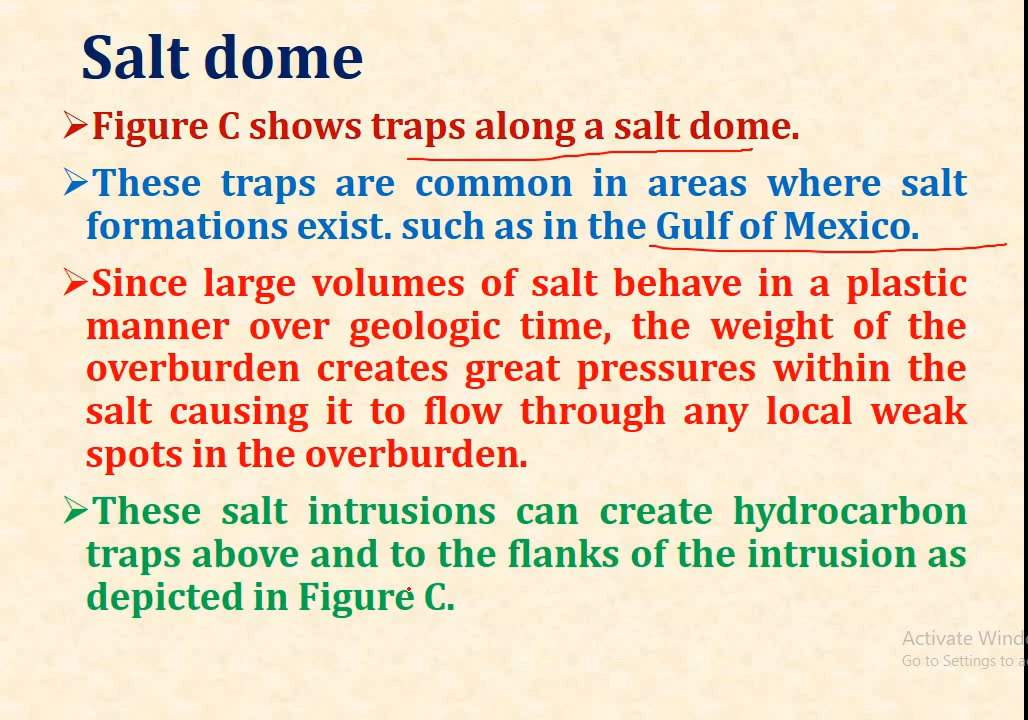 Salt dome
➢Figure C shows traps along a salt dome.
➢These traps are common in areas where salt
formations exist. such as in the Gulf of Mexico.
➢Since large volumes of salt behave in a plastic
manner over geologic time, the weight of the
overburden creates great pressures within the
salt causing it to flow through any local weak
spots in the overburden.
➢These salt intrusions can create hydrocarbon
traps above and to the flanks of the intrusion as
depicted in Figure C.
Activate Wind
Go to Settings to a